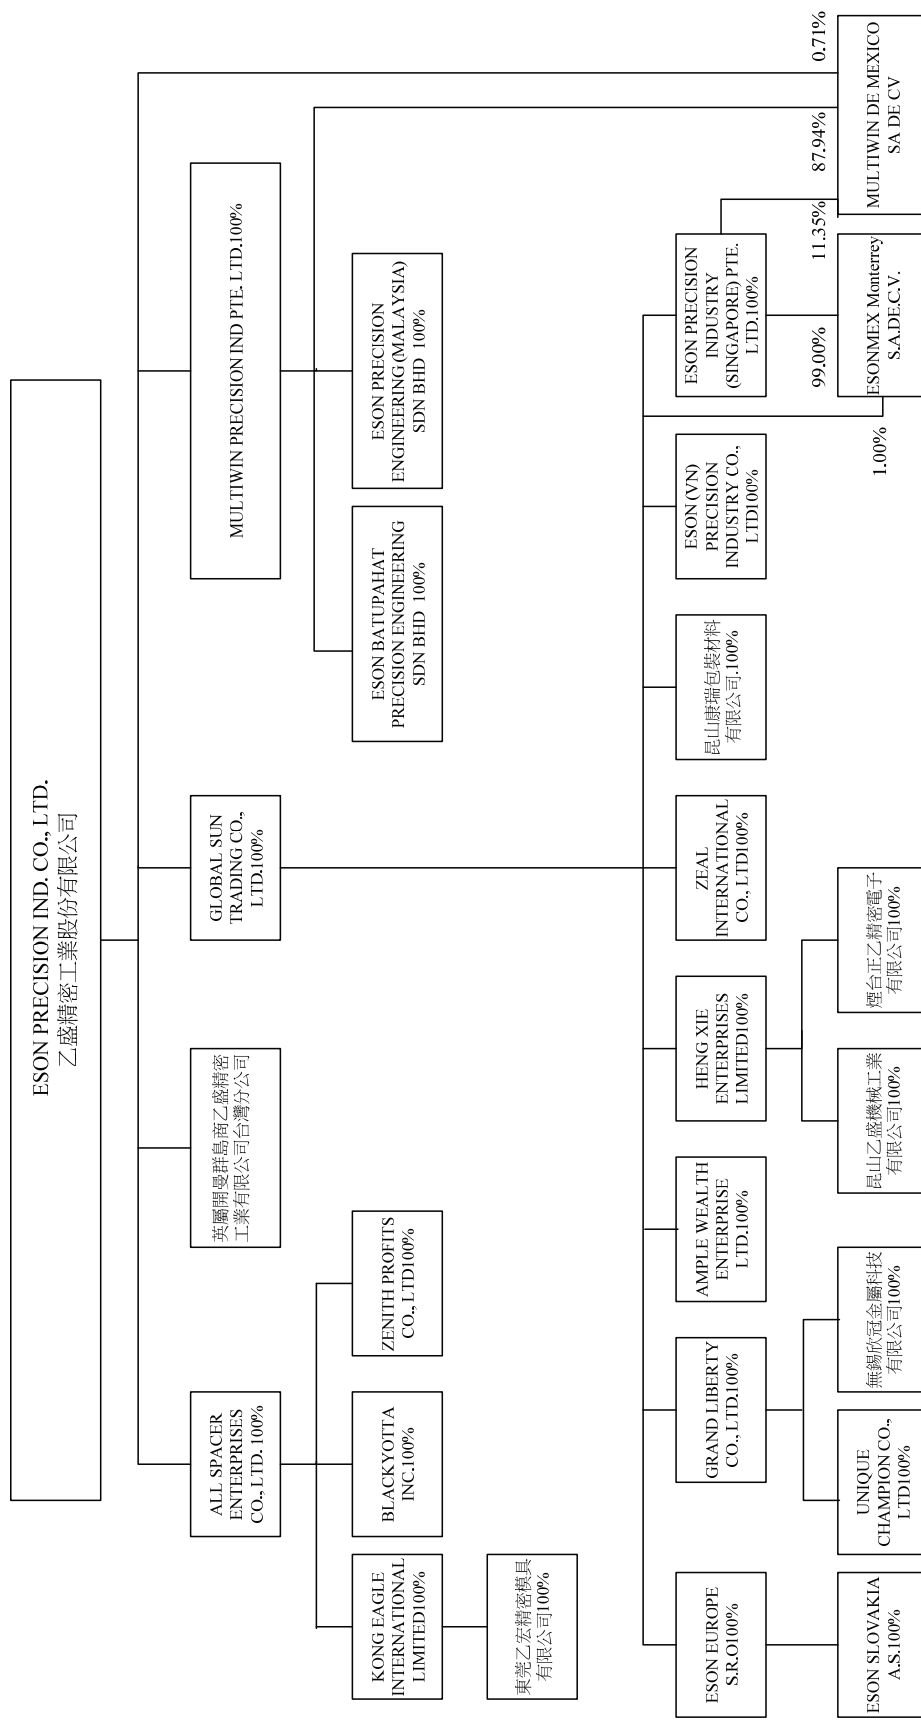 ESON PRECISION IND. CO., LTD.
乙盛精密工業股份有限公司
ALL SPACER
ENTERPRISES
CO., LTD. 100%
英屬開曼群島商乙盛精密
工業有限公司台灣分公司
GLOBAL SUN
TRADING CO.,
LTD.100%
MULTIWIN PRECISION IND PTE. LTD.100%
KONG EAGLE
INTERNATIONAL
LIMITED100%
BLACKYOTTA
INC.100%
ZENITH PROFITS
CO., LTD100%
ESON BATUPAHAT
PRECISION ENGINEERING
SDN BHD 100%
ESON PRECISION
ENGINEERING (MALAYSIA)
SDN BHD 100%
東莞乙宏精密模具
有限公司100%
ESON EUROPE
S.R.O100%
GRAND LIBERTY
CO., LTD.100%
AMPLE WEALTH
ENTERPRISE
LTD.100%
HENG XIE
ENTERPRISES
LIMITED100%
ZEAL
INTERNATIONAL
CO., LTD100%
昆山康瑞包裝材料
有限公司.100%
ESON (VN)
PRECISION
INDUSTRY CO.,
LTD100%
ESON PRECISION
INDUSTRY
(SINGAPORE) PTE.
LTD.100%
99.00%
11.35%
87.94%
0.71%
ESON SLOVAKIA
A.S.100%
UNIQUE
CHAMPION CO.,
LTD100%
無錫欣冠金屬科技
有限公司100%
昆山乙盛機械工業
有限公司100%
煙台正乙精密電子
有限公司100%
1.00%
ESONMEX Monterrey
S.A.DE.C.V.
MULTIWIN DE MEXICO
SA DE CV